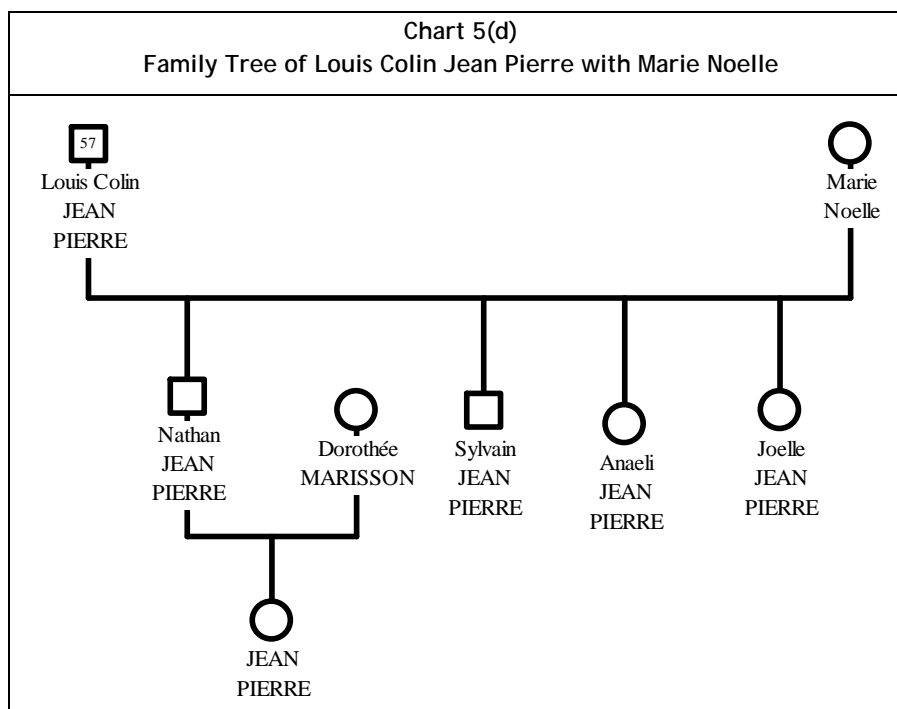 Chart 5(d)
Family Tree of Louis Colin Jean Pierre with Marie Noelle
57
Louis Colin
JEAN
PIERRE
Marie
Noelle
Nathan
JEAN
PIERRE
Dorothée
MARISSON
Sylvain
JEAN
PIERRE
Anaeli
JEAN
PIERRE
Joelle
JEAN
PIERRE
JEAN
PIERRE